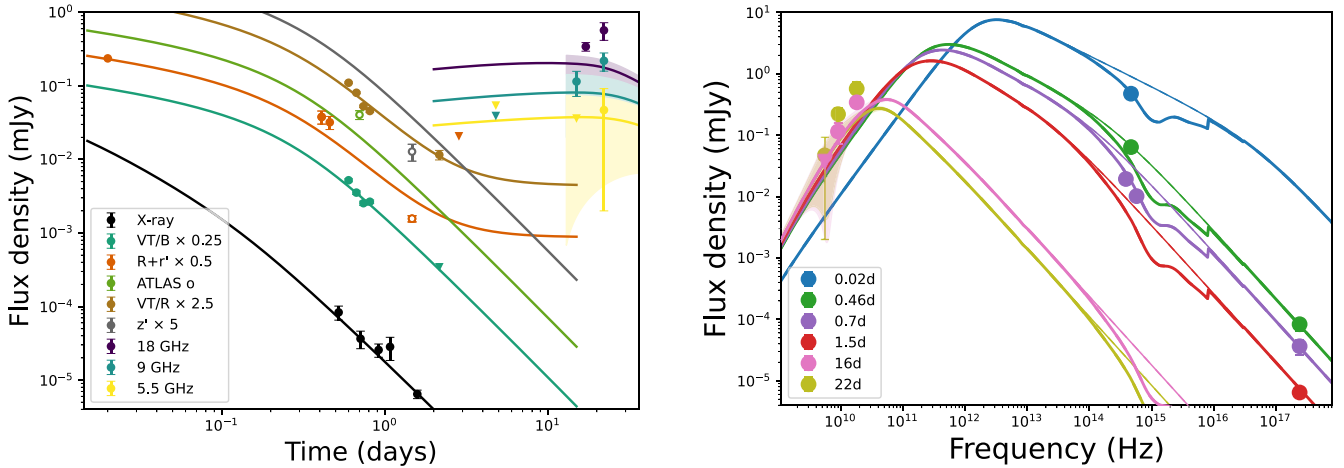 10⁰
10⁻¹
10⁻²
10⁻³
10⁻⁴
10⁻⁵
Flux density (mJy)
X-ray
VT/B × 0.25
R+r' × 0.5
ATLAS o
VT/R × 2.5
z' × 5
18 GHz
9 GHz
5.5 GHz
10⁻¹ 10⁰ 10¹
Time (days)
10¹
10⁰
10⁻¹
10⁻²
10⁻³
10⁻⁴
10⁻⁵
Flux density (mJy)
0.02d
0.46d
0.7d
1.5d
16d
22d
10¹⁰ 10¹¹ 10¹² 10¹³ 10¹⁴ 10¹⁵ 10¹⁶ 10¹⁷
Frequency (Hz)